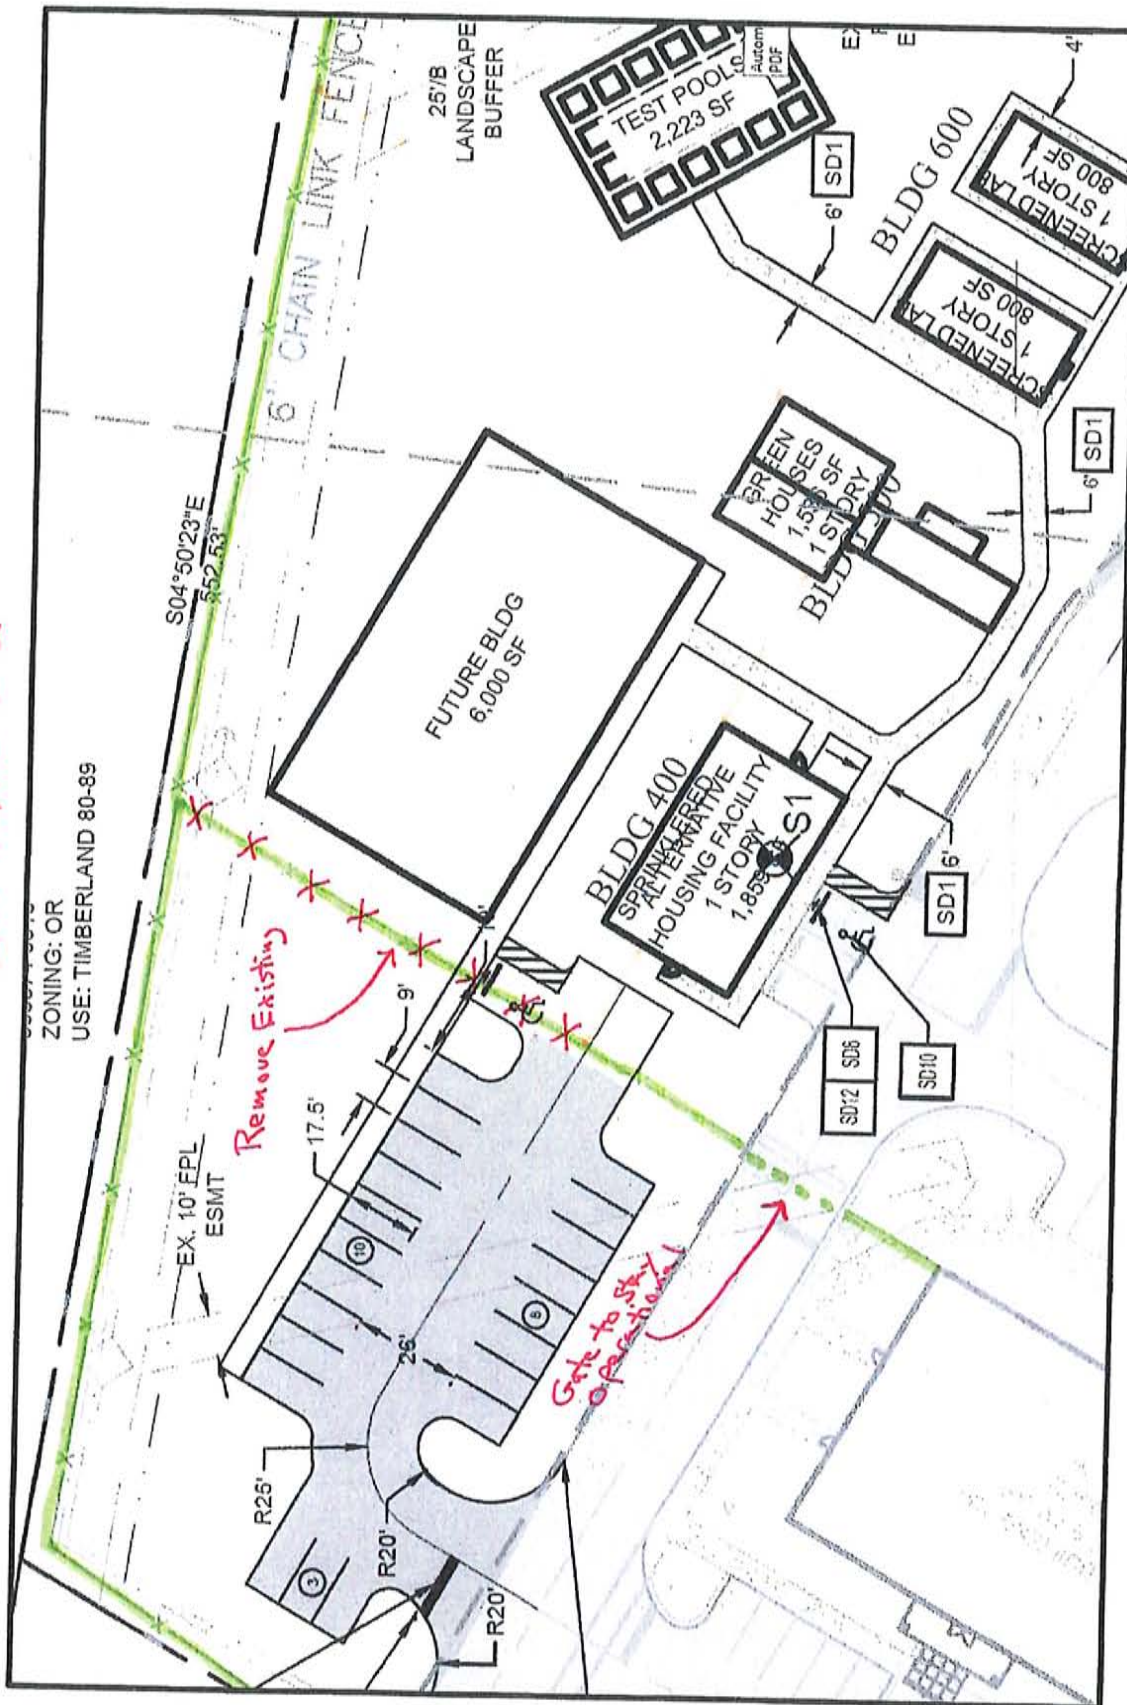 ZONING: OR
USE: TIMBERLAND 80-89
S04°50'23"E
552.53'
6' CHAIN LINK FENCE
25'/B
LANDSCAPE
BUFFER
TEST POOLS
2,223 SF
Autom
PDF
SD1
6'
BLDG 600
SCREENED LAB
1 STORY
800 SF
SCREENED LAB
1 STORY
800 SF
4'
GREEN
HOUSES
1 STORY
6'
SD1
FUTURE BLDG
6,000 SF
BLDG 400
SPRINKLERED
ALTERNATIVE
HOUSING FACILITY
1 STORY
S1
6'
SD1
SD12
SD6
SD10
Remove Existing
9'
17.5'
EX. 10' FPL
ESMT
10
26'
8
Gate to Stay
Operational
R25'
R20'
3
R20'